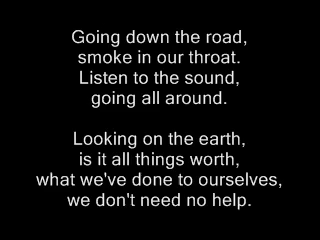 Going down the road,
smoke in our throat.
Listen to the sound,
going all around.

Looking on the earth,
is it all things worth,
what we've done to ourselves,
we don't need no help.